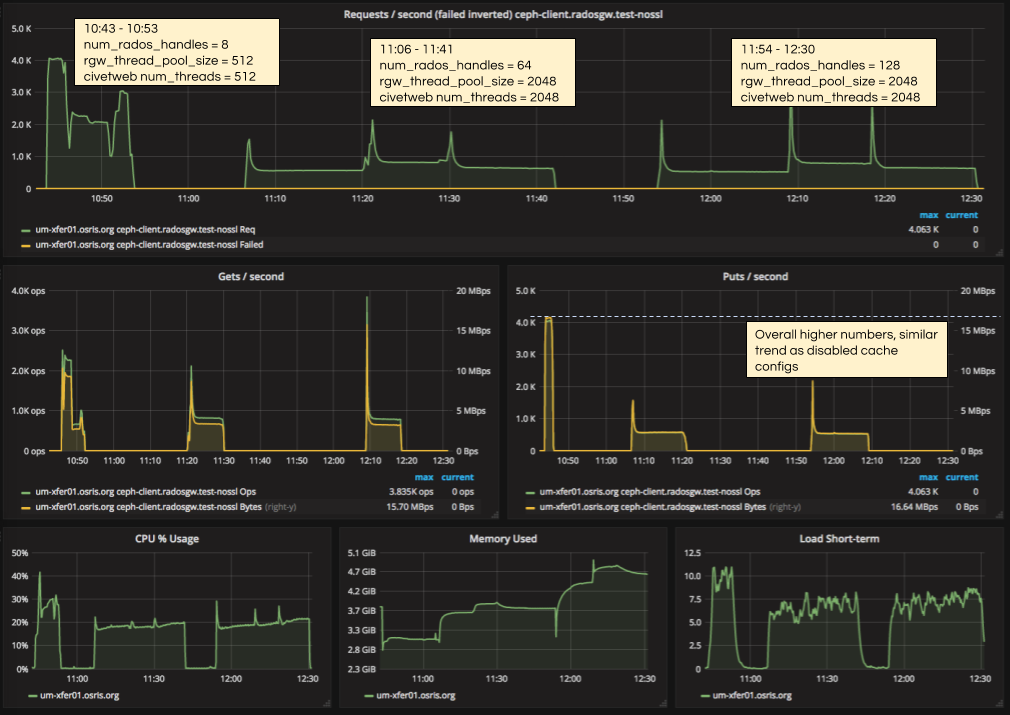 Requests / second (failed inverted) ceph-client.radosgw.test-nossl
10:43 - 10:53
num_rados_handles = 8
rgw_thread_pool_size = 512
civetweb num_threads = 512
11:06 - 11:41
num_rados_handles = 64
rgw_thread_pool_size = 2048
civetweb num_threads = 2048
11:54 - 12:30
num_rados_handles = 128
rgw_thread_pool_size = 2048
civetweb num_threads = 2048
5.0 K
4.0 K
3.0 K
2.0 K
1.0 K
0
10:50 11:00 11:10 11:20 11:30 11:40 11:50 12:00 12:10 12:20 12:30
max current
um-xfer01.osris.org ceph-client.radosgw.test-nossl Req 4.063 K 0
um-xfer01.osris.org ceph-client.radosgw.test-nossl Failed 0 0
Gets / second
4.0K ops 20 MBps
3.0K ops 15 MBps
2.0K ops 10 MBps
1.0K ops 5 MBps
0 ops 0 Bps
10:50 11:00 11:10 11:20 11:30 11:40 11:50 12:00 12:10 12:20 12:30
max current
um-xfer01.osris.org ceph-client.radosgw.test-nossl Ops 3.835K ops 0 ops
um-xfer01.osris.org ceph-client.radosgw.test-nossl Bytes (right-y) 15.70 MBps 0 Bps
Puts / second
5.0 K 20 MBps
4.0 K 15 MBps
3.0 K 10 MBps
2.0 K 5 MBps
1.0 K 0 Bps
0
Overall higher numbers, similar
trend as disabled cache
configs
10:50 11:00 11:10 11:20 11:30 11:40 11:50 12:00 12:10 12:20 12:30
max current
um-xfer01.osris.org ceph-client.radosgw.test-nossl Ops 4.063 K 0
um-xfer01.osris.org ceph-client.radosgw.test-nossl Bytes (right-y) 16.64 MBps 0 Bps
CPU % Usage
50%
40%
30%
20%
10%
0%
11:00 11:30 12:00 12:30
um-xfer01.osris.org
Memory Used
5.1 GiB
4.7 GiB
4.2 GiB
3.7 GiB
3.3 GiB
2.8 GiB
2.3 GiB
11:00 11:30 12:00 12:30
um-xfer01.osris.org
Load Short-term
12.5
10.0
7.5
5.0
2.5
0
11:00 11:30 12:00 12:30
um-xfer01.osris.org